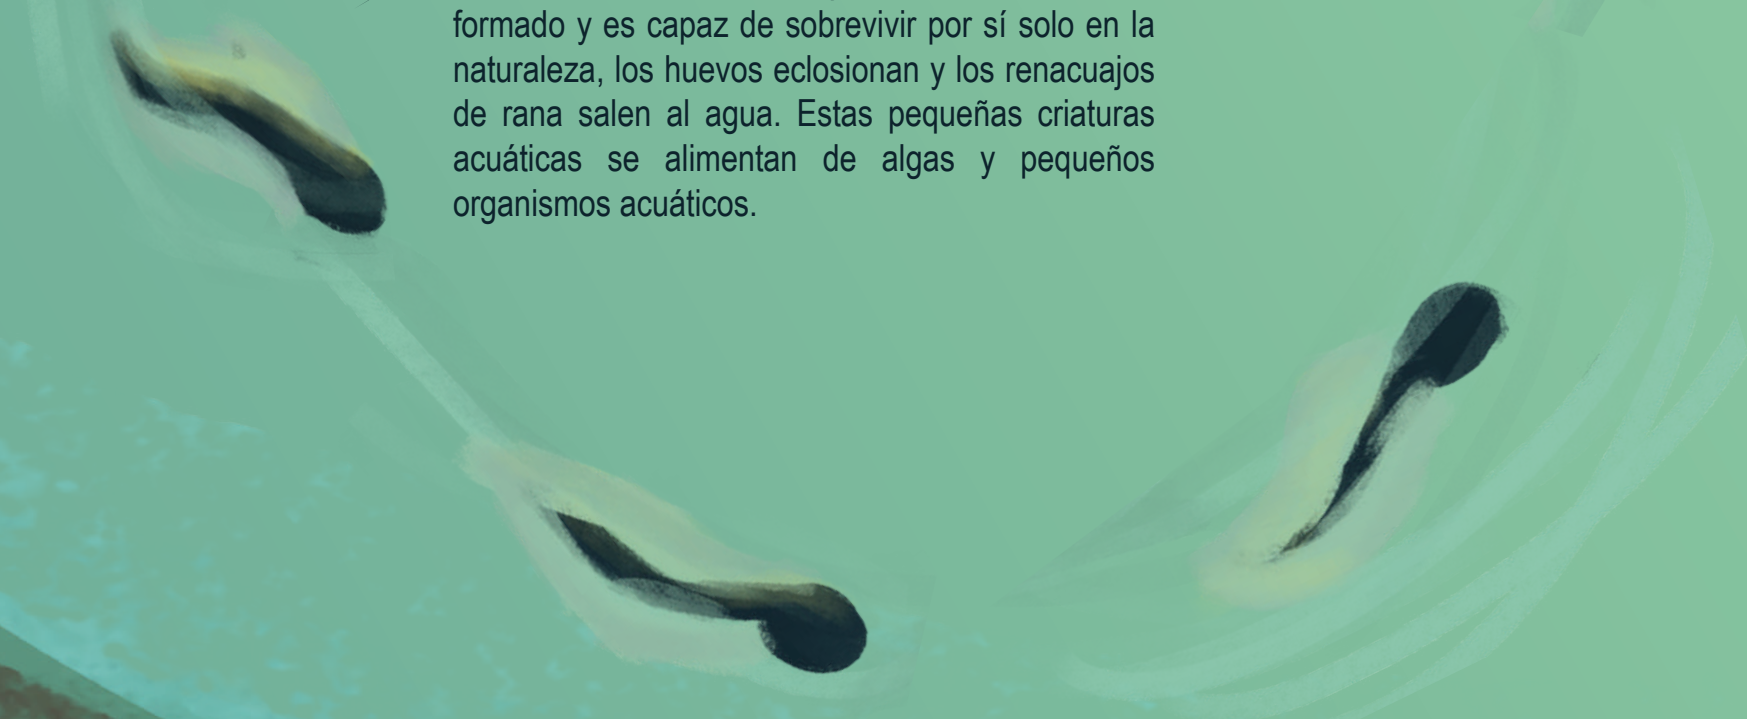 formado y es capaz de sobrevivir por sí solo en la
naturaleza, los huevos eclosionan y los renacuajos
de rana salen al agua. Estas pequeñas criaturas
acuáticas se alimentan de algas y pequeños
organismos acuáticos.